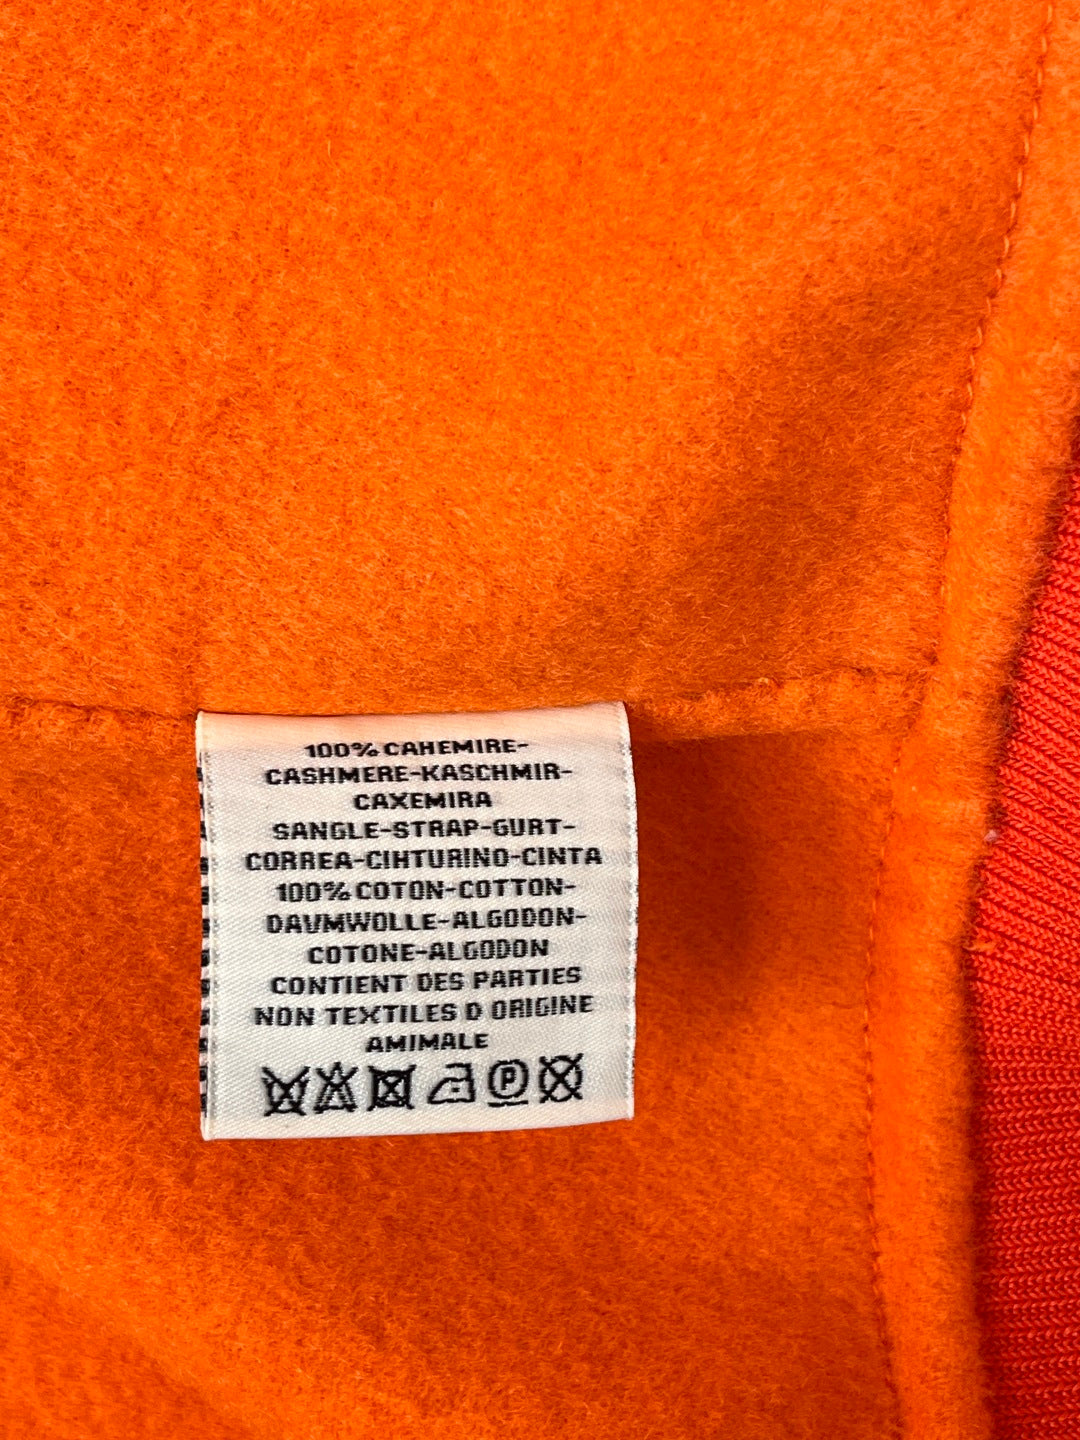 100% CAHEMIRE-
CASHMERE-KASCHMIR-
CAXEMIRA
SANGLE-STRAP-GURT-
CORREA-CIHTURINO-CINTA
100% COTON-COTTON-
DAVMWOLLE-ALGODON-
COTONE-ALGODON
CONTIENT DES PARTIES
NON TEXTILES D ORIGINE
AMIMALE
P